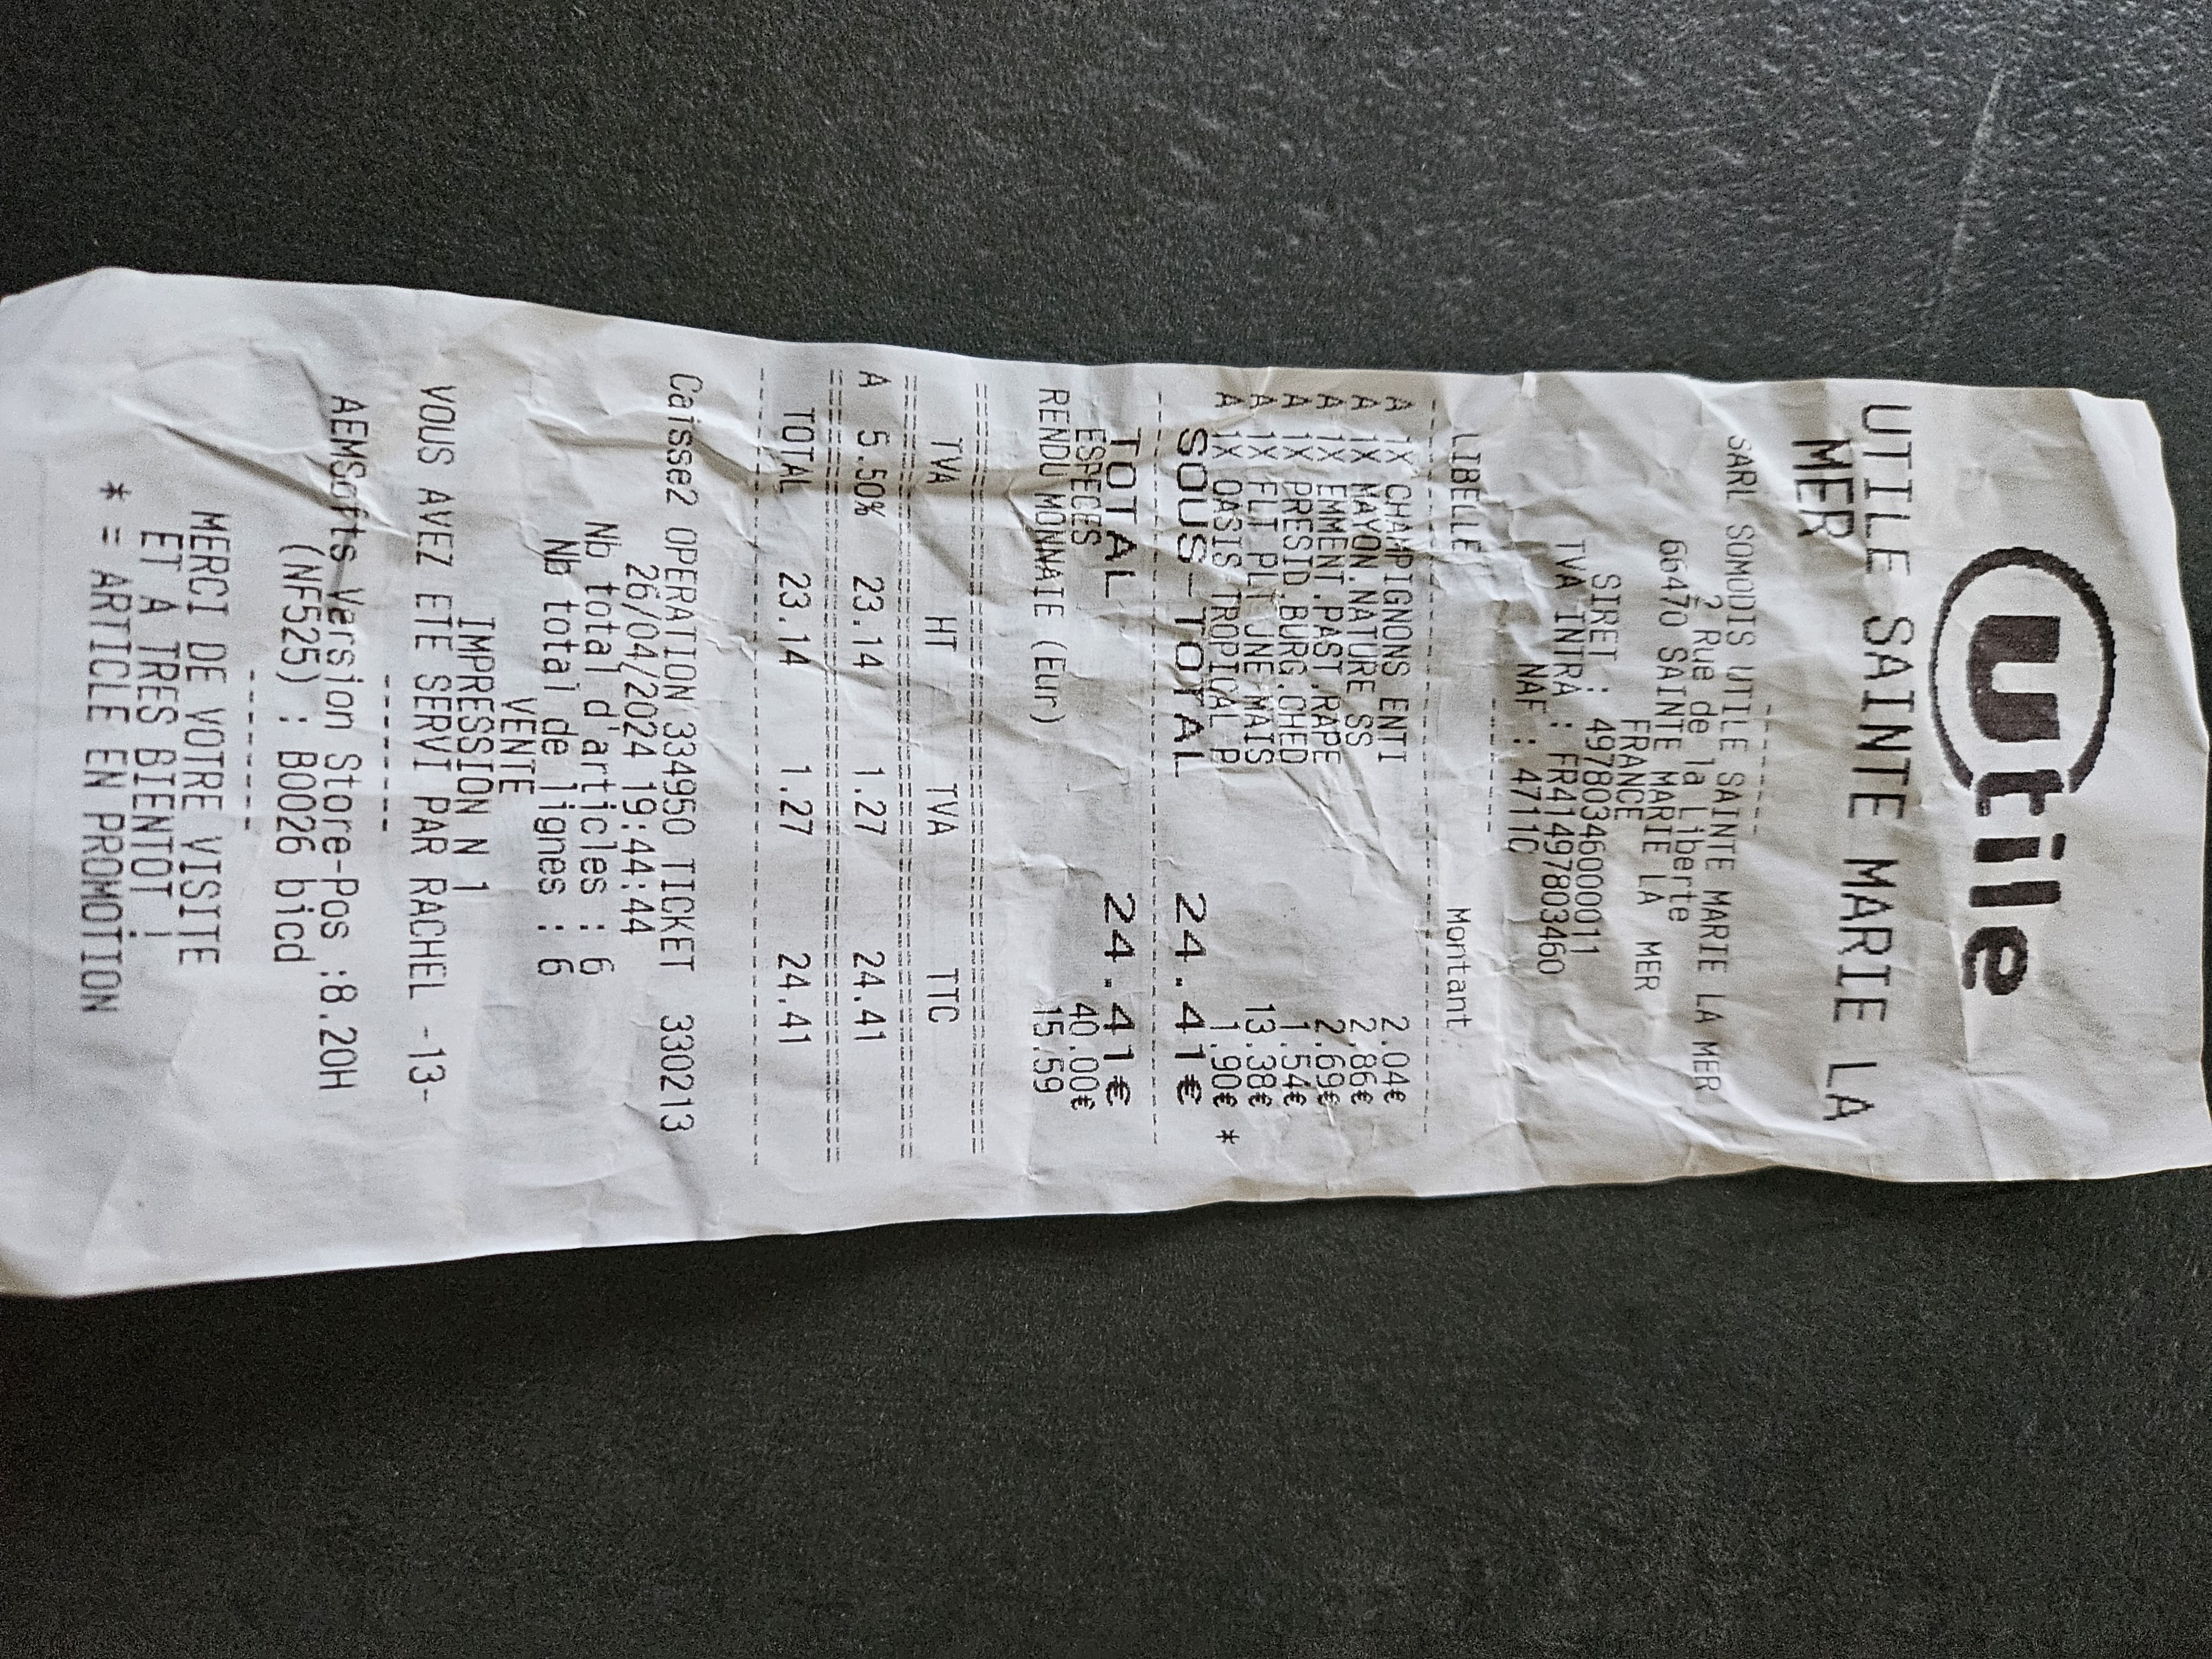 Utile
UTILE SAINTE MARIE LA
MER
----------
SARL SOMODIS UTILE SAINTE MARIE LA MER
2 Rue de la Liberte
66470 SAINTE MARIE LA MER
FRANCE
SIRET : 49780346000011
TVA INTRA : FR41497803460
NAF : 4711D
----------
LIBELLE Montant
A 1X CHAMPIGNONS ENTI 2.04€
A 1X MAYON.NATURE SS 2.86€
A 1X EMMENT.PAST.RAPE 2.69€
A 1X PRESID.BURG.CHED 1.54€
A 1X FLT PLT JNE MAIS 13.38€
A 1X OASIS TROPICAL P 1.90€ *
SOUS-TOTAL 24.41€
TOTAL 24.41€
ESPECES 40.00€
RENDU MONNAIE (Eur) 15.59
TVA HT TVA TTC
A 5.50% 23.14 1.27 24.41
TOTAL 23.14 1.27 24.41
Caisse2 OPERATION 334950 TICKET 330213
26/04/2024 19:44:44
Nb total d'articles : 6
Nb total de lignes : 6
VENTE
IMPRESSION N 1
VOUS AVEZ ETE SERVI PAR RACHEL -13-
----------
AEMSofts Version Store-Pos :8.20H
(NF525) : B0026 bicd
----------
MERCI DE VOTRE VISITE
ET A TRES BIENTOT !
* = ARTICLE EN PROMOTION